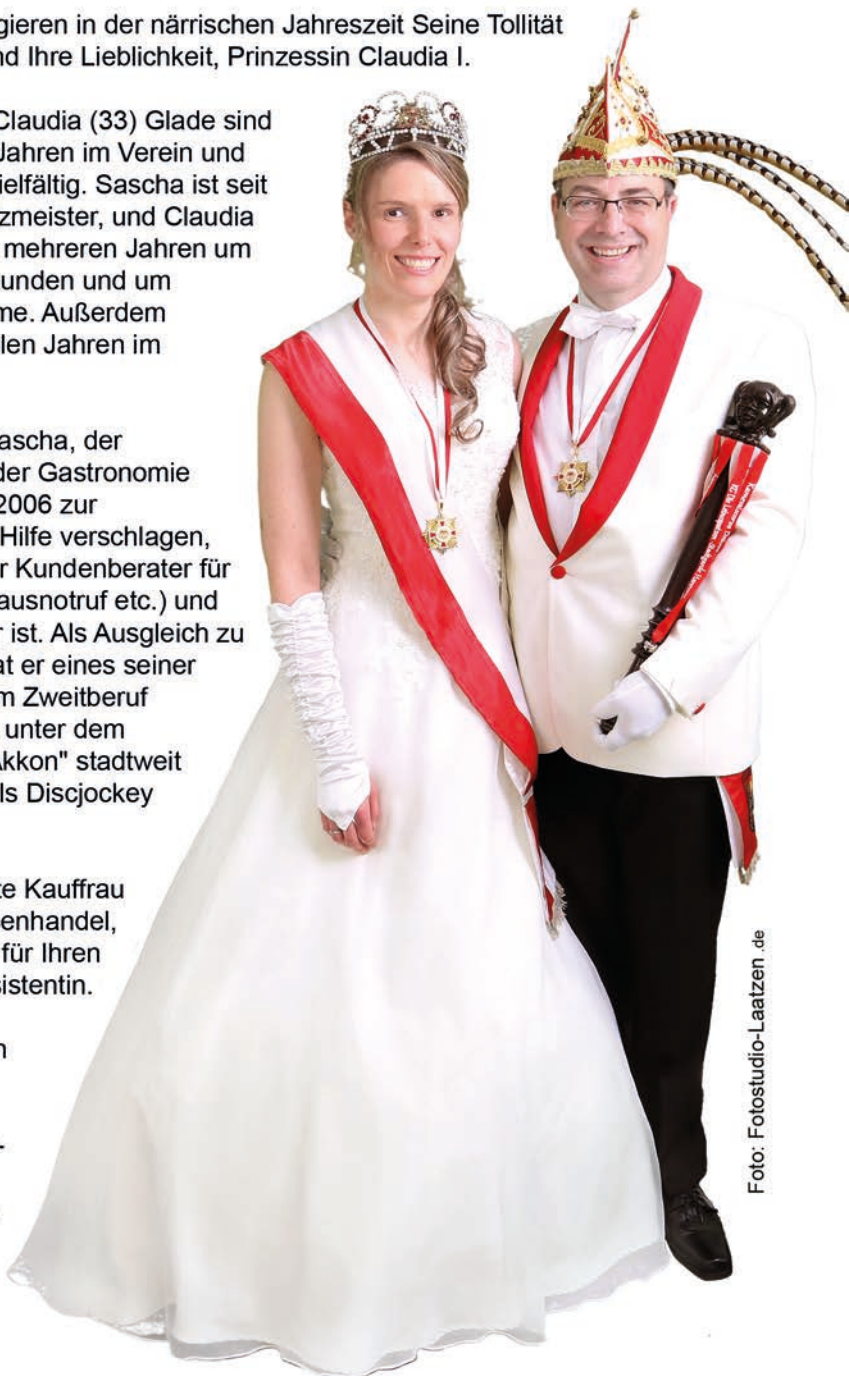 gieren in der närrischen Jahreszeit Seine Tollität
nd Ihre Lieblichkeit, Prinzessin Claudia I.
Claudia (33) Glade sind
Jahren im Verein und
ielfältig. Sascha ist seit
zmeister, und Claudia
mehreren Jahren um
unden und um
me. Außerdem
len Jahren im
ascha, der
der Gastronomie
2006 zur
Hilfe verschlagen,
r Kundenberater für
ausnotruf etc.) und
r ist. Als Ausgleich zu
at er eines seiner
m Zweitberuf
unter dem
Akkon" stadtweit
ls Discjockey
te Kauffrau
enhandel,
für Ihren
sistentin.
n
-
Foto: Fotostudio-Laatzen.de